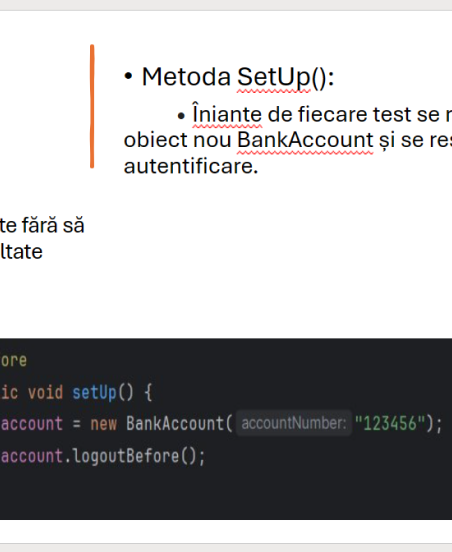 • Metoda SetUp():
• Îniante de fiecare test se
obiect nou BankAccount și se
autentificare.
te fără să
ltate
ore
ic void setUp() {
account = new BankAccount( accountNumber: "123456");
account.logoutBefore();